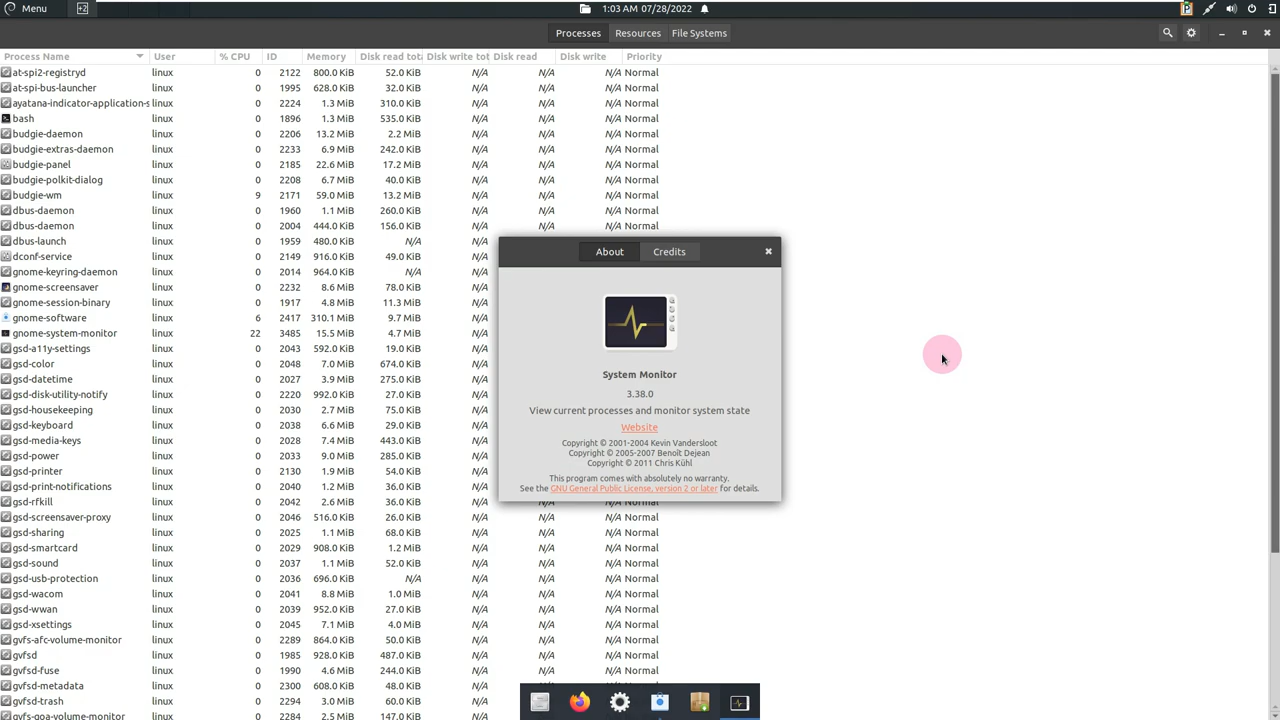 Menu 1:03 AM 07/28/2022
Processes Resources File Systems
Process Name User % CPU ID Memory Disk read tota Disk write tot Disk read Disk write Priority
at-spi2-registryd linux 0 2122 800.0 KiB 52.0 KiB N/A N/A N/A Normal
at-spi-bus-launcher linux 0 1995 628.0 KiB 32.0 KiB N/A N/A N/A Normal
ayatana-indicator-application-s linux 0 2224 1.3 MiB 310.0 KiB N/A N/A N/A Normal
bash linux 0 1896 1.3 MiB 535.0 KiB N/A N/A N/A Normal
budgie-daemon linux 0 2206 13.2 MiB 2.2 MiB N/A N/A N/A Normal
budgie-extras-daemon linux 0 2233 6.9 MiB 242.0 KiB N/A N/A N/A Normal
budgie-panel linux 0 2185 22.6 MiB 17.2 MiB N/A N/A N/A Normal
budgie-polkit-dialog linux 0 2208 6.7 MiB 40.0 KiB N/A N/A N/A Normal
budgie-wm linux 9 2171 59.0 MiB 13.2 MiB N/A N/A N/A Normal
dbus-daemon linux 0 1960 1.1 MiB 260.0 KiB N/A N/A N/A Normal
dbus-daemon linux 0 2004 444.0 KiB 156.0 KiB N/A N/A N/A Normal
dbus-launch linux 0 1959 480.0 KiB N/A N/A
dconf-service linux 0 2149 916.0 KiB 49.0 KiB N/A
gnome-keyring-daemon linux 0 2014 964.0 KiB N/A N/A
gnome-screensaver linux 0 2232 8.6 MiB 78.0 KiB N/A
gnome-session-binary linux 0 1917 4.8 MiB 11.3 MiB N/A
gnome-software linux 6 2417 310.1 MiB 9.7 MiB N/A
gnome-system-monitor linux 22 3485 15.5 MiB 4.7 MiB N/A
gsd-a11y-settings linux 0 2043 592.0 KiB 19.0 KiB N/A
gsd-color linux 0 2048 7.0 MiB 674.0 KiB N/A
gsd-datetime linux 0 2027 3.9 MiB 275.0 KiB N/A
gsd-disk-utility-notify linux 0 2220 992.0 KiB 27.0 KiB N/A
gsd-housekeeping linux 0 2030 2.7 MiB 75.0 KiB N/A
gsd-keyboard linux 0 2038 6.6 MiB 29.0 KiB N/A
gsd-media-keys linux 0 2028 7.4 MiB 443.0 KiB N/A
gsd-power linux 0 2033 9.0 MiB 285.0 KiB N/A
gsd-printer linux 0 2130 1.9 MiB 54.0 KiB N/A
gsd-print-notifications linux 0 2040 1.2 MiB 36.0 KiB N/A
gsd-rfkill linux 0 2042 2.6 MiB 36.0 KiB N/A N/A N/A Normal
gsd-screensaver-proxy linux 0 2046 516.0 KiB 26.0 KiB N/A N/A N/A Normal
gsd-sharing linux 0 2025 1.1 MiB 68.0 KiB N/A N/A N/A Normal
gsd-smartcard linux 0 2029 908.0 KiB 1.2 MiB N/A N/A N/A Normal
gsd-sound linux 0 2037 1.1 MiB 52.0 KiB N/A N/A N/A Normal
gsd-usb-protection linux 0 2036 696.0 KiB N/A N/A N/A N/A Normal
gsd-wacom linux 0 2041 8.8 MiB 1.0 MiB N/A N/A N/A Normal
gsd-wwan linux 0 2039 952.0 KiB 27.0 KiB N/A N/A N/A Normal
gsd-xsettings linux 0 2045 7.1 MiB 4.0 MiB N/A N/A N/A Normal
gvfs-afc-volume-monitor linux 0 2289 864.0 KiB 50.0 KiB N/A N/A N/A Normal
gvfsd linux 0 1985 928.0 KiB 487.0 KiB N/A N/A N/A Normal
gvfsd-fuse linux 0 1990 4.6 MiB 244.0 KiB N/A N/A N/A Normal
gvfsd-metadata linux 0 2300 608.0 KiB 48.0 KiB N/A
gvfsd-trash linux 0 2294 3.0 MiB 60.0 KiB N/A
gvfs-goa-volume-monitor linux 0 2284 2.5 MiB 147.0 KiB N/A
About Credits
System Monitor
3.38.0
View current processes and monitor system state
Website
Copyright © 2001-2004 Kevin Vandersloot
Copyright © 2005-2007 Benoît Dejean
Copyright © 2011 Chris Kühl
This program comes with absolutely no warranty.
See the GNU General Public License, version 2 or later for details.